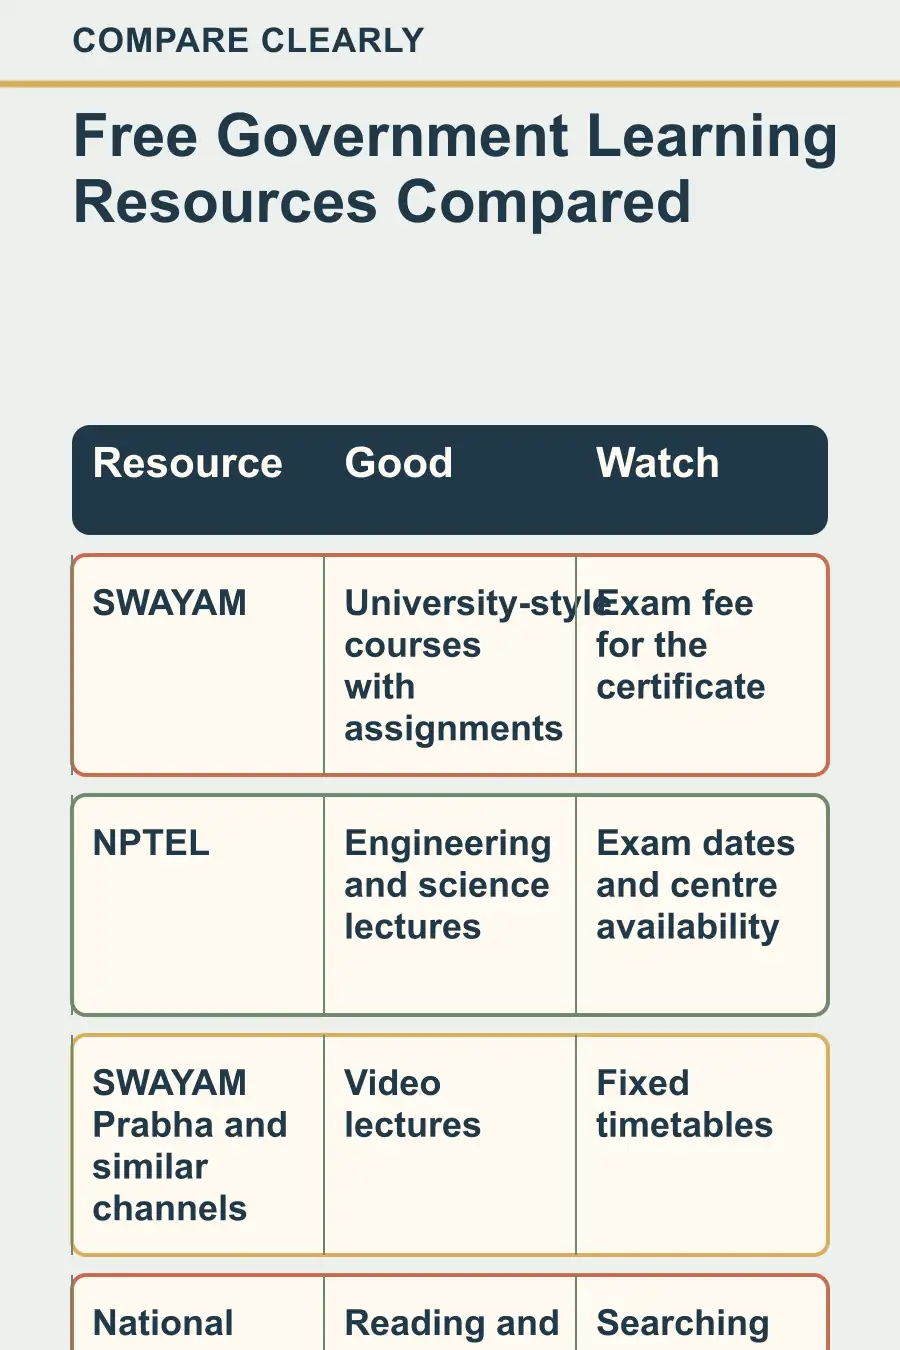 COMPARE CLEARLY
Free Government Learning
Resources Compared
Resource Good Watch
SWAYAM
University-style
courses
with
assignments
Exam fee
for the
certificate
NPTEL
Engineering
and science
lectures
Exam dates
and centre
availability
SWAYAM
Prabha and
similar
channels
Video
lectures
Fixed
timetables
National
Reading and
Searching